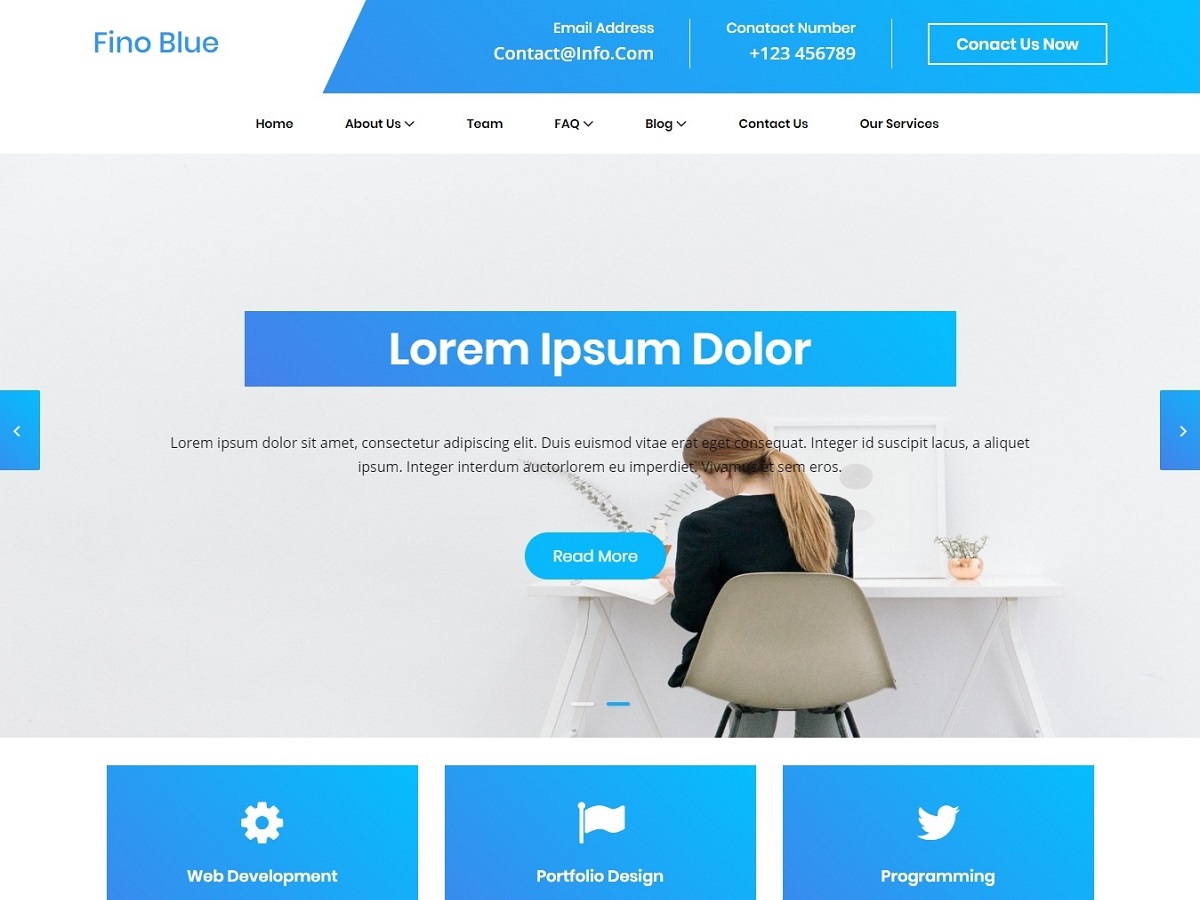 Fino Blue
Email Address
Contact@Info.Com
Conatact Number
+123 456789
Conact Us Now
Home About Us Team FAQ Blog Contact Us Our Services
Lorem Ipsum Dolor
Lorem ipsum dolor sit amet, consectetur adipiscing elit. Duis euismod vitae erat eget consequat. Integer id suscipit lacus, a aliquet
ipsum. Integer interdum auctorlorem eu imperdiet. Vivamus et sem eros.
Read More
Web Development
Portfolio Design
Programming